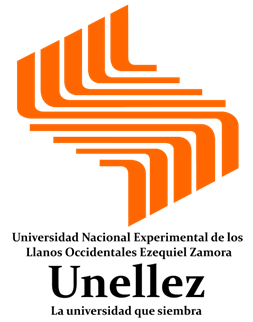 Universidad Nacional Experimental de los
Llanos Occidentales Ezequiel Zamora
Unellez
La universidad que siembra